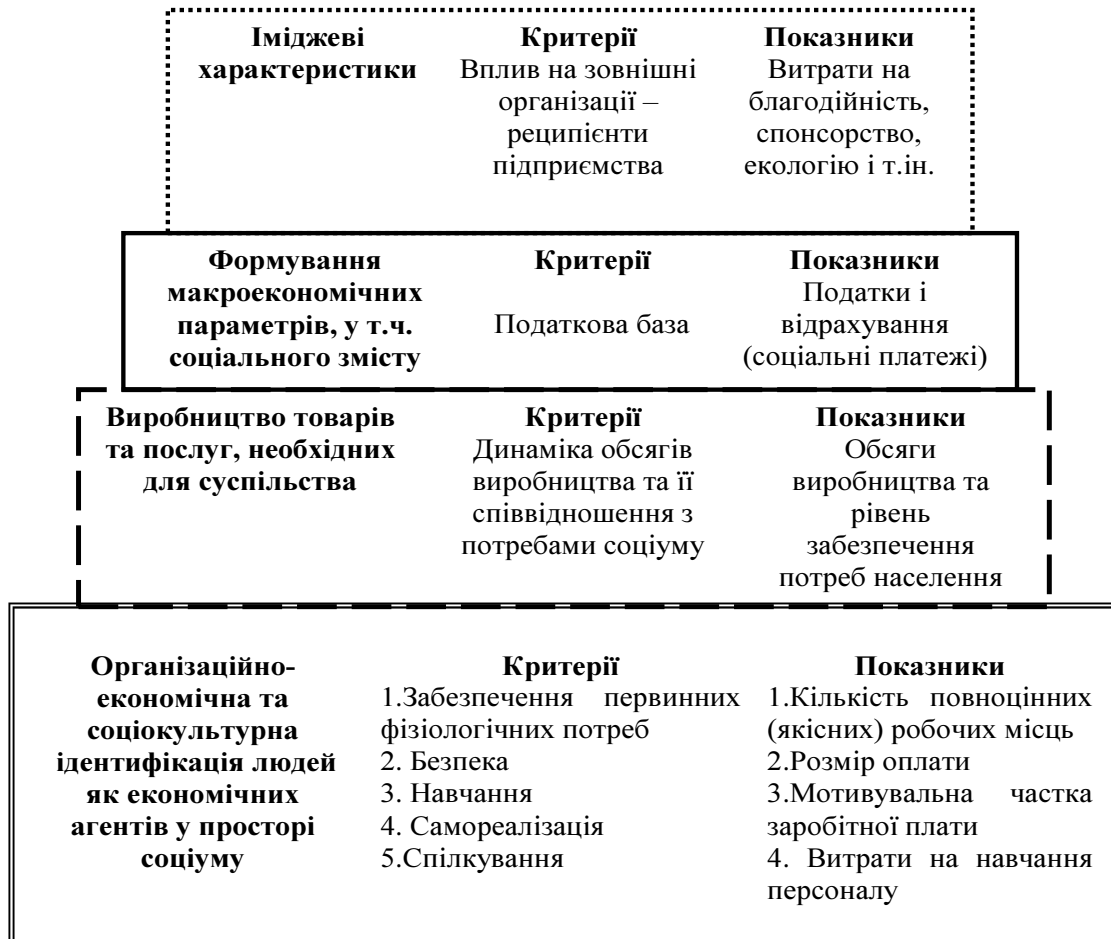 Іміджеві
характеристики
Критерії
Вплив на зовнішні
організації –
реципієнти
підприємства
Показники
Витрати на
благодійність,
спонсорство,
екологію і т.ін.
Формування
макроекономічних
параметрів, у т.ч.
соціального змісту
Критерії
Податкова база
Показники
Податки і
відрахування
(соціальні платежі)
Виробництво товарів
та послуг, необхідних
для суспільства
Критерії
Динаміка обсягів
виробництва та її
співвідношення з
потребами соціуму
Показники
Обсяги
виробництва та
рівень
забезпечення
потреб населення
Організаційно-
економічна та
соціокультурна
ідентифікація людей
як економічних
агентів у просторі
соціуму
Критерії
1.Забезпечення первинних
фізіологічних потреб
2. Безпека
3. Навчання
4. Самореалізація
5.Спілкування
Показники
1.Кількість повноцінних
(якісних) робочих місць
2.Розмір оплати
3.Мотивувальна частка
заробітної плати
4. Витрати на навчання
персоналу